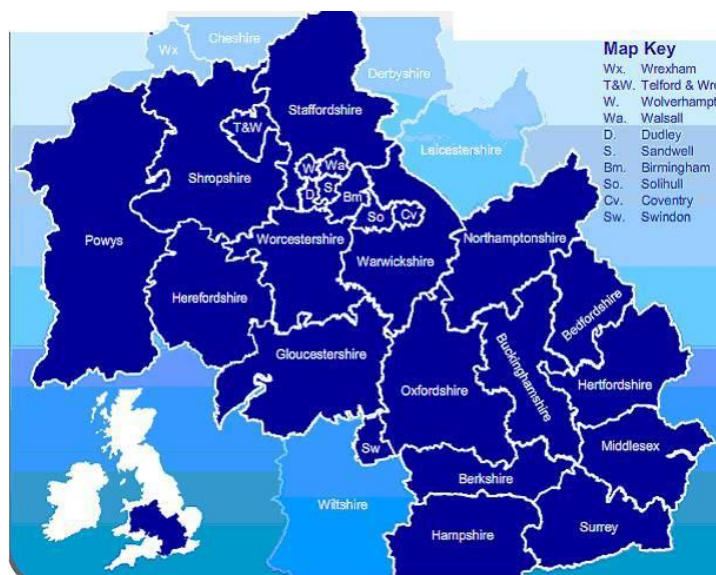 Cheshire
Wx
Derbyshire
Map Key
Wx. Wrexham
T&W. Telford & Wre
W. Wolverhampt
Wa. Walsall
D. Dudley
S. Sandwell
Bm. Birmingham
So. Solihull
Cv. Coventry
Sw. Swindon
Staffordshire
T&W
Leicestershire
Shropshire
W
Wa
D
S
Bm
So
Cv
Powys
Worcestershire
Northamptonshire
Warwickshire
Herefordshire
Bedfordshire
Gloucestershire
Buckinghamshire
Oxfordshire
Hertfordshire
Sw
Middlesex
Berkshire
Wiltshire
Hampshire
Surrey